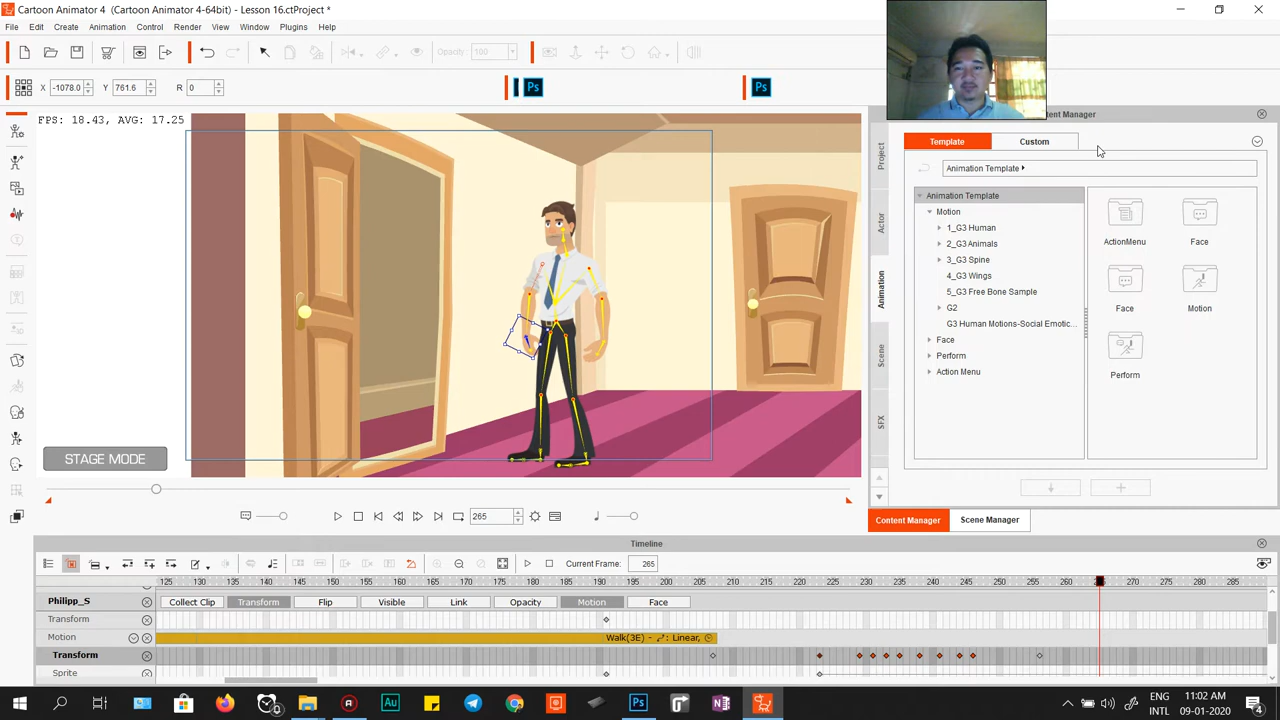 Cartoon Animator 4 (Cartoon Animator 4-64bit) - Lesson 16.ctProject *
File Edit Create Animation Control Render View Window Plugins Help
Opacity: 100
X -1078.0 Y 761.6 R 0
Ps Ps
FPS: 18.43, AVG: 17.25
STAGE MODE
265
Template Custom
Animation Template
Project
Actor
Animation
Scene
SFX
Animation Template
Motion
1_G3 Human
2_G3 Animals
3_G3 Spine
4_G3 Wings
5_G3 Free Bone Sample
G2
G3 Human Motions-Social Emotic...
Face
Perform
Action Menu
ActionMenu
Face
Face
Motion
Perform
Content Manager Scene Manager
Timeline
Current Frame: 265
125 130 135 140 145 150 155 160 165 170 175 180 185 190 195 200 205 210 215 220 225 230 235 240 245 250 255 260 270 275 280 285
Philipp_S Collect Clip Transform Flip Visible Link Opacity Motion Face
Transform
Motion Walk(3E) - : Linear,
Transform
Sprite
Au Ps N
ENG
INTL
11:02 AM
09-01-2020